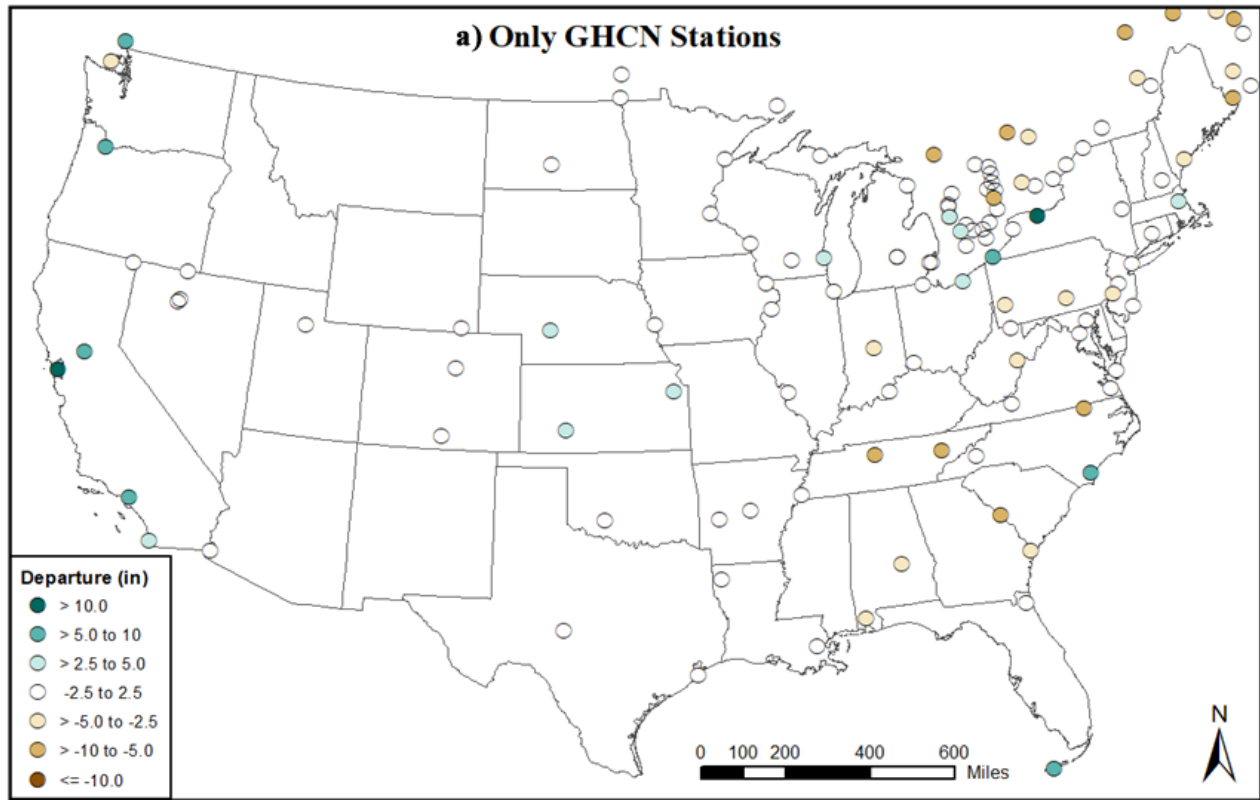 a) Only GHCN Stations
Departure (in)
> 10.0
> 5.0 to 10
> 2.5 to 5.0
-2.5 to 2.5
> -5.0 to -2.5
> -10 to -5.0
<= -10.0
0 100 200 400 600
Miles
N